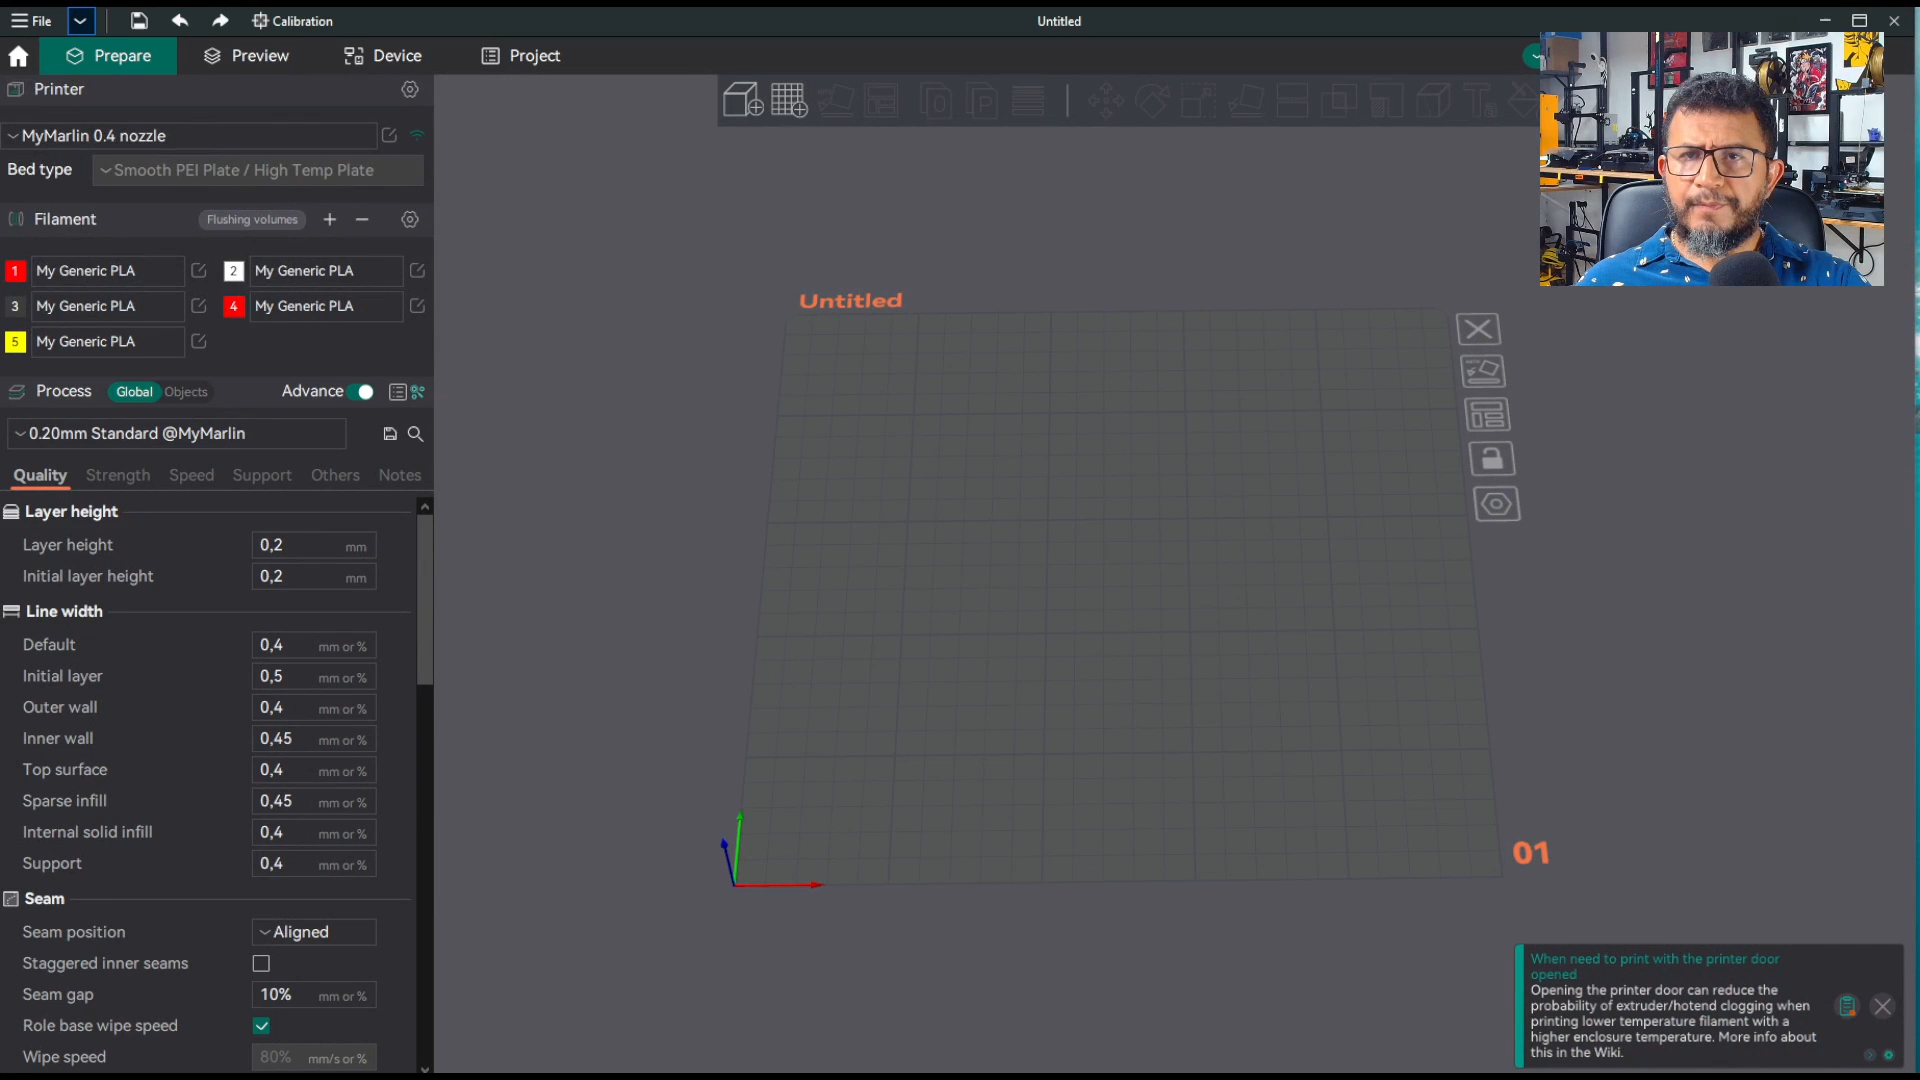 File
Calibration
Untitled
Prepare
Preview
Device
Project
Printer
MyMarlin 0.4 nozzle
Bed type
Smooth PEI Plate / High Temp Plate
Filament
Flushing volumes
1 My Generic PLA
2 My Generic PLA
3 My Generic PLA
4 My Generic PLA
5 My Generic PLA
Process
Global
Objects
Advance
0.20mm Standard @MyMarlin
Quality
Strength
Speed
Support
Others
Notes
Layer height
Layer height 0,2 mm
Initial layer height 0,2 mm
Line width
Default 0,4 mm or %
Initial layer 0,5 mm or %
Outer wall 0,4 mm or %
Inner wall 0,45 mm or %
Top surface 0,4 mm or %
Sparse infill 0,45 mm or %
Internal solid infill 0,4 mm or %
Support 0,4 mm or %
Seam
Seam position Aligned
Staggered inner seams
Seam gap 10% mm or %
Role base wipe speed
Wipe speed 80% mm/s or %
Untitled
01
When need to print with the printer door
opened
Opening the printer door can reduce the
probability of extruder/hotend clogging when
printing lower temperature filament with a
higher enclosure temperature. More info about
this in the Wiki.